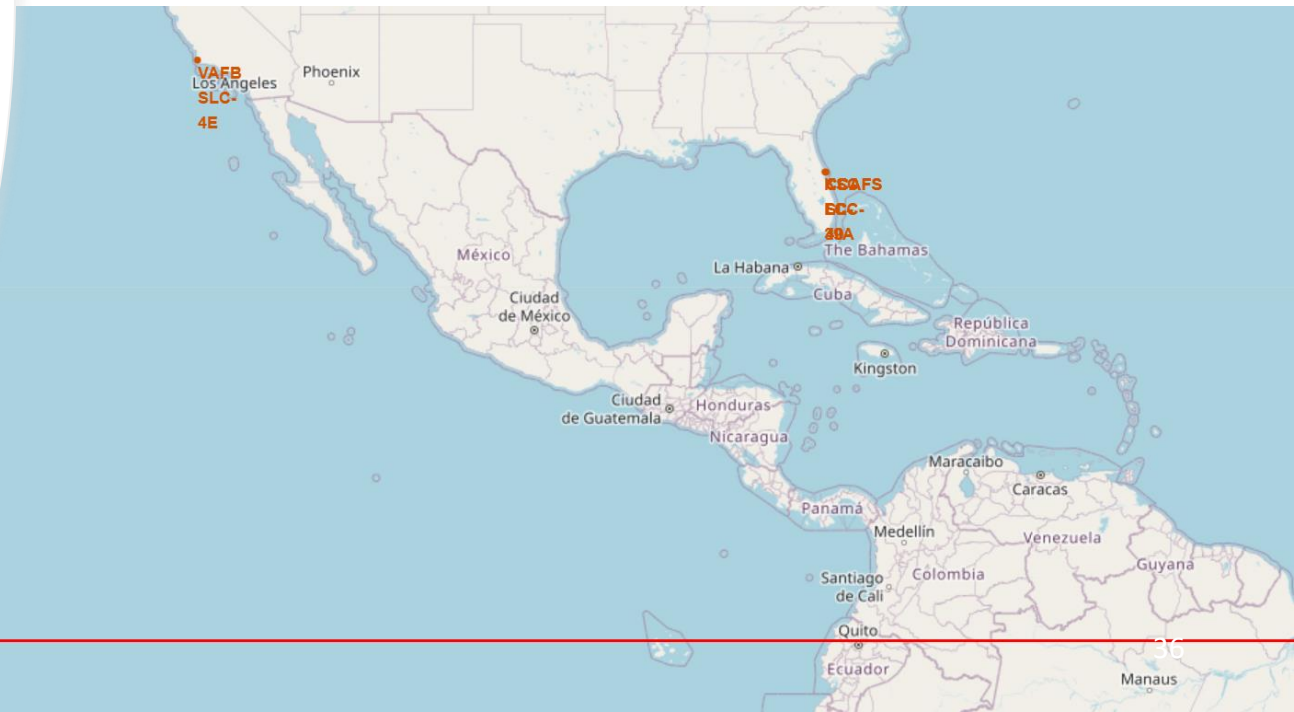 Phoenix
VAFB
Los Angeles
SLC-
4E
The Bahamas
La Habana
Cuba
México
Ciudad
de México
República
Dominicana
Kingston
Ciudad
de Guatemala
Honduras
Nicaragua
Maracaibo
Caracas
Panamá
Medellín
Venezuela
Guyana
Santiago
de Cali
Colombia
Quito
Ecuador
36
Manaus